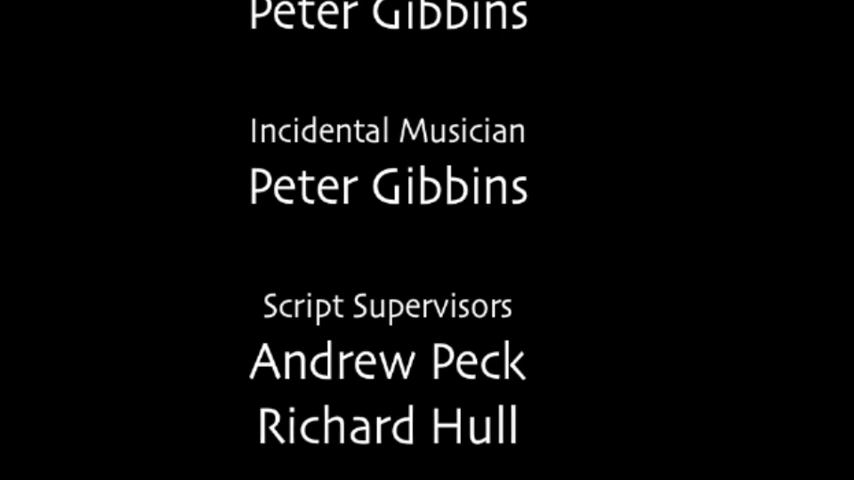 Peter Gibbins
Incidental Musician
Peter Gibbins
Script Supervisors
Andrew Peck
Richard Hull